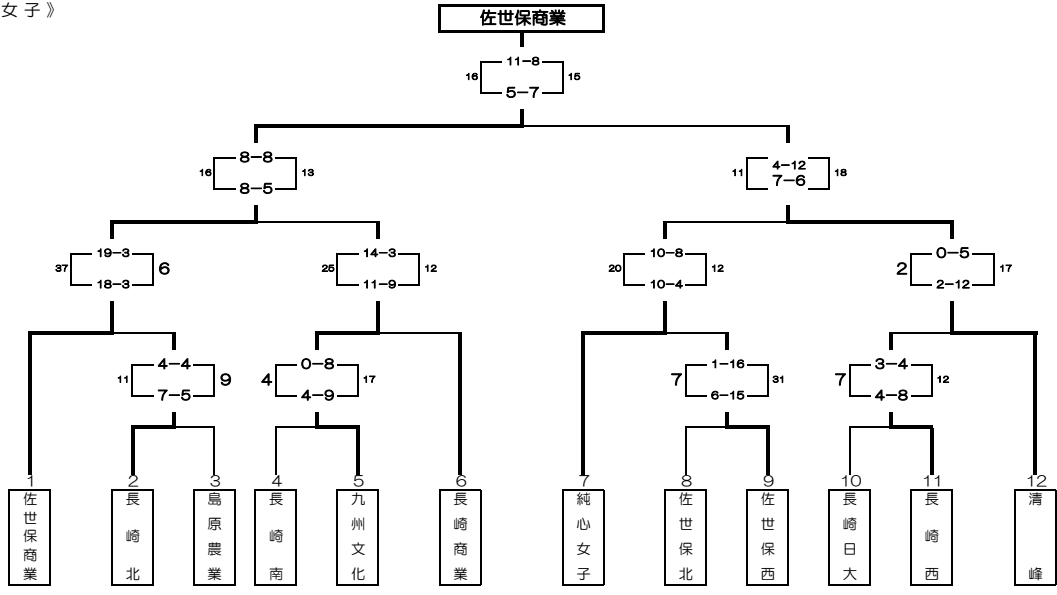 女子》
佐世保商業
16 11-8 15
5-7
16 8-8 13
8-5
11 4-12 18
7-6
37 19-3 6
18-3
25 14-3 12
11-9
20 10-8 12
10-4
2 0-5 17
2-12
11 4-4 9
7-5
4 0-8 17
4-9
7 1-16 31
6-15
7 3-4 12
4-8
1 2 3 4 5 6 7 8 9 10 11 12
佐世保商業
長崎北
島原農業
長崎南
九州文化
長崎商業
純心女子
佐世保北
佐世保西
長崎日大
長崎西
清峰